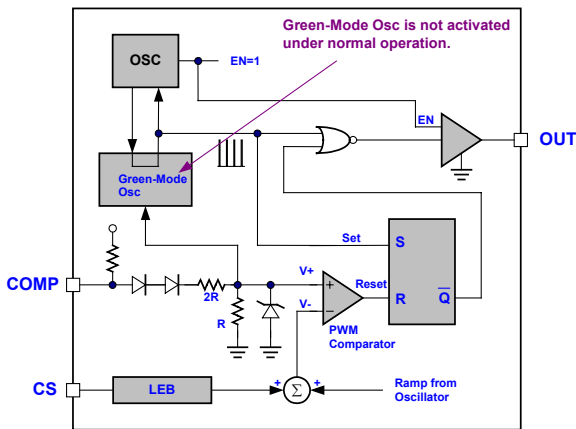 Green-Mode Osc is not activated
under normal operation.
OSC
EN=1
EN
OUT
Green-Mode
Osc
Set
S
COMP
2R
V+
+
Reset
R
Q
R
V-
−
PWM
Comparator
CS
LEB
+
Σ
+
Ramp from
Oscillator